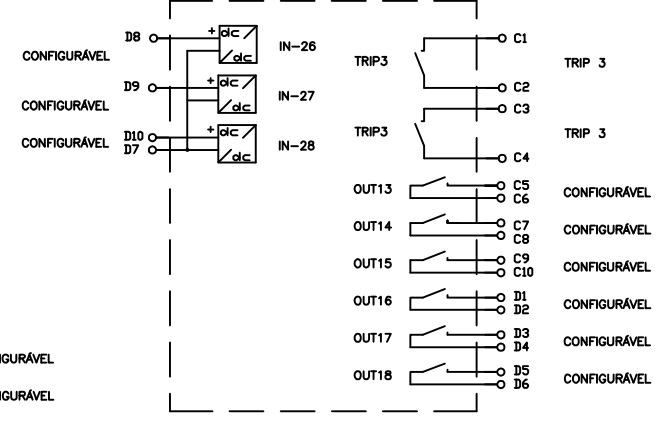 D8 + dc
dc
CONFIGURÁVEL
IN-26
D9 + dc
dc
CONFIGURÁVEL
IN-27
D10 + dc
D7 dc
CONFIGURÁVEL
IN-28
TRIP3
C1
C2
TRIP 3
TRIP3
C3
C4
TRIP 3
OUT13
C5
C6
CONFIGURÁVEL
OUT14
C7
C8
CONFIGURÁVEL
OUT15
C9
C10
CONFIGURÁVEL
OUT16
D1
D2
CONFIGURÁVEL
OUT17
D3
D4
CONFIGURÁVEL
OUT18
D5
D6
CONFIGURÁVEL
IGURÁVEL
IGURÁVEL